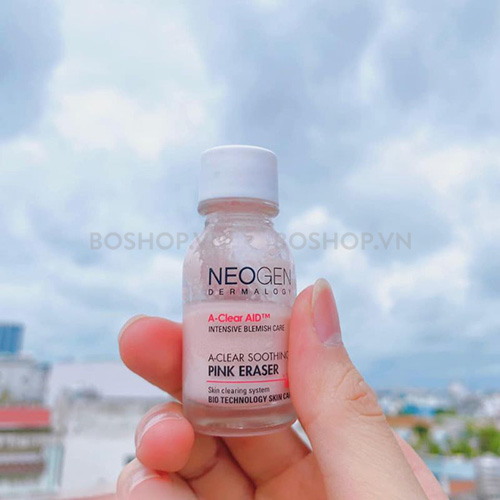 BOSHOP.VN BOSHOP.VN
NEOGEN
DERMALOGY
A-Clear AID™
INTENSIVE BLEMISH CARE
A-CLEAR SOOTHING
PINK ERASER
Skin clearing system
BIO TECHNOLOGY SKIN CA